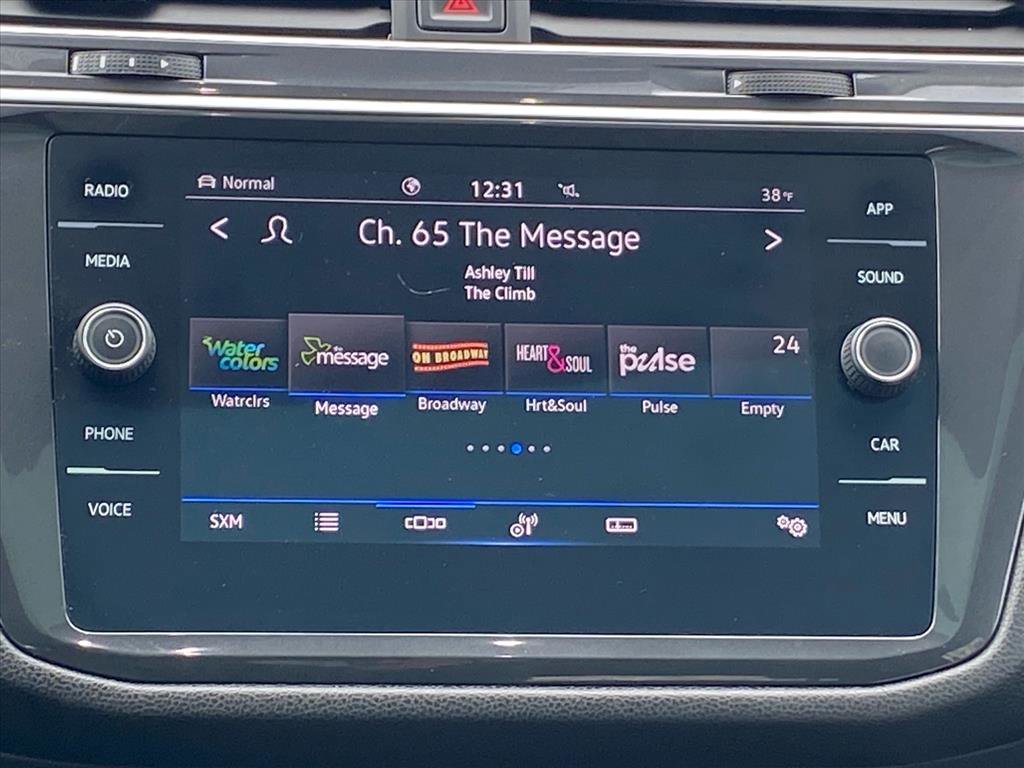 RADIO
MEDIA
PHONE
VOICE
Normal
12:31
38°F
Ch. 65 The Message
Ashley Till
The Climb
Water colors
the message
ON BROADWAY
HEART & SOUL
the pulse
24
Watrclrs
Message
Broadway
Hrt&Soul
Pulse
Empty
SXM
APP
SOUND
CAR
MENU